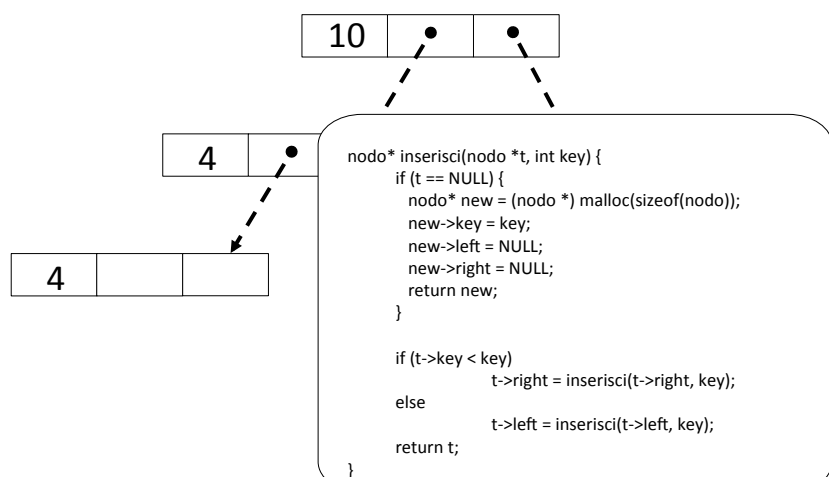 10
4
4
nodo* inserisci(nodo *t, int key) {
if (t == NULL) {
nodo* new = (nodo *) malloc(sizeof(nodo));
new->key = key;
new->left = NULL;
new->right = NULL;
return new;
}
if (t->key < key)
t->right = inserisci(t->right, key);
else
t->left = inserisci(t->left, key);
return t;
}